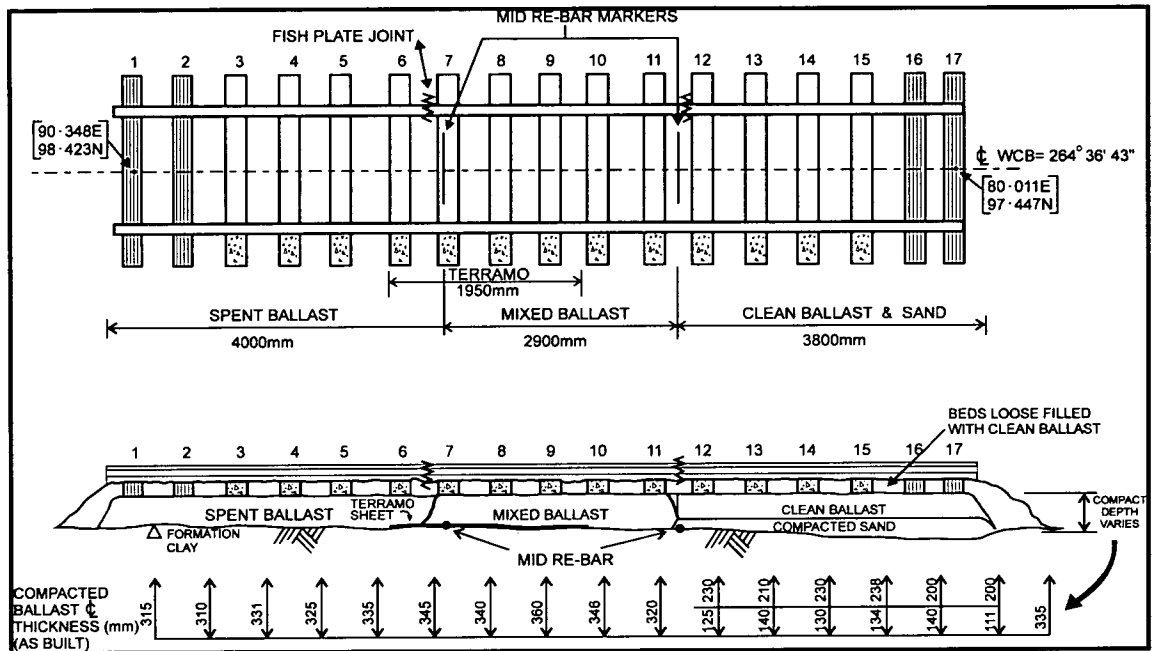 MID RE-BAR MARKERS
FISH PLATE JOINT
1 2 3 4 5 6 7 8 9 10 11 12 13 14 15 16 17
90·348E
98·423N
℄ WCB= 264° 36' 43"
80·011E
97·447N
TERRAMO
1950mm
SPENT BALLAST
MIXED BALLAST
CLEAN BALLAST & SAND
4000mm
2900mm
3800mm
BEDS LOOSE FILLED
WITH CLEAN BALLAST
1 2 3 4 5 6 7 8 9 10 11 12 13 14 15 16 17
SPENT BALLAST
TERRAMO
SHEET
MIXED BALLAST
CLEAN BALLAST
COMPACTED SAND
COMPACT
DEPTH
VARIES
FORMATION
CLAY
MID RE-BAR
COMPACTED
BALLAST ℄
THICKNESS (mm)
(AS BUILT)
315 310 331 325 335 345 340 360 346 320 230 210 230 238 200 200 335
125 140 130 134 140 111